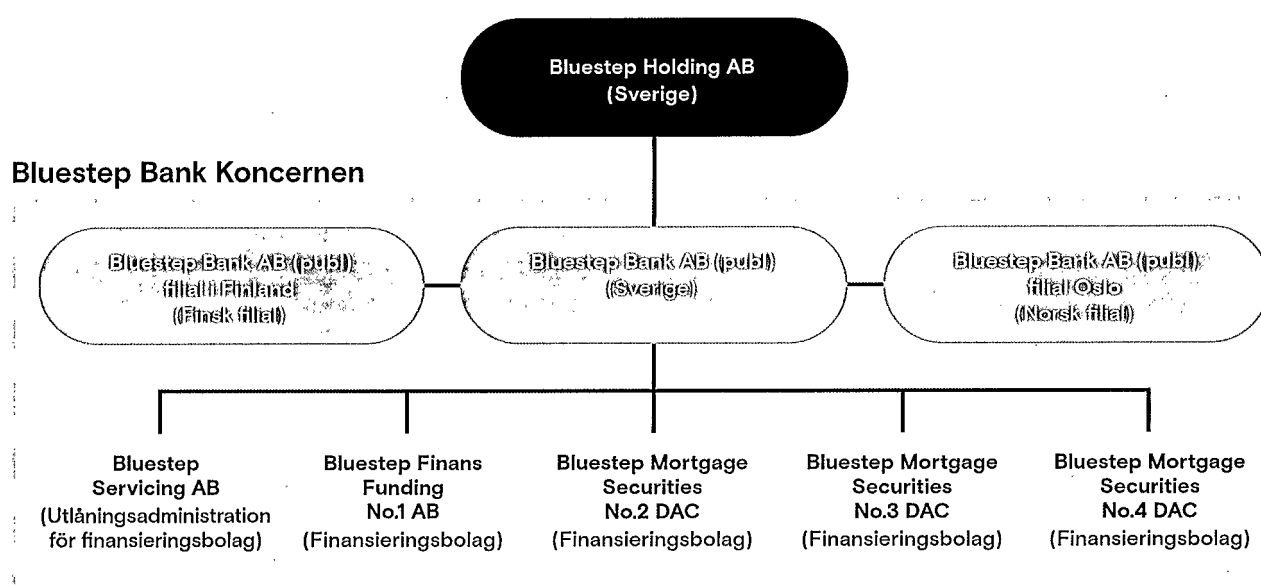 Bluestep Holding AB
(Sverige)
Bluestep Bank Koncernen
Bluestep Bank AB (publ)
filial i Finland
(Finsk filial)
Bluestep Bank AB (publ)
(Sverige)
Bluestep Bank AB (publ)
filial Oslo
(Norsk filial)
Bluestep
Servicing AB
(Utlåningsadministration
för finansieringsbolag)
Bluestep Finans
Funding
No.1 AB
(Finansieringsbolag)
Bluestep Mortgage
Securities
No.2 DAC
(Finansieringsbolag)
Bluestep Mortgage
Securities
No.3 DAC
(Finansieringsbolag)
Bluestep Mortgage
Securities
No.4 DAC
(Finansieringsbolag)